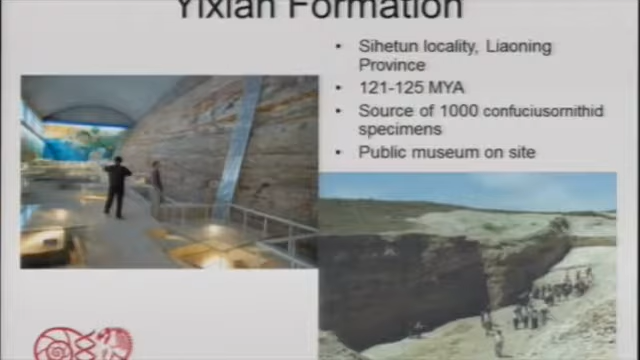 Yixian Formation
• Sihetun locality, Liaoning
Province
• 121-125 MYA
• Source of 1000 confuciusornithid
specimens
• Public museum on site